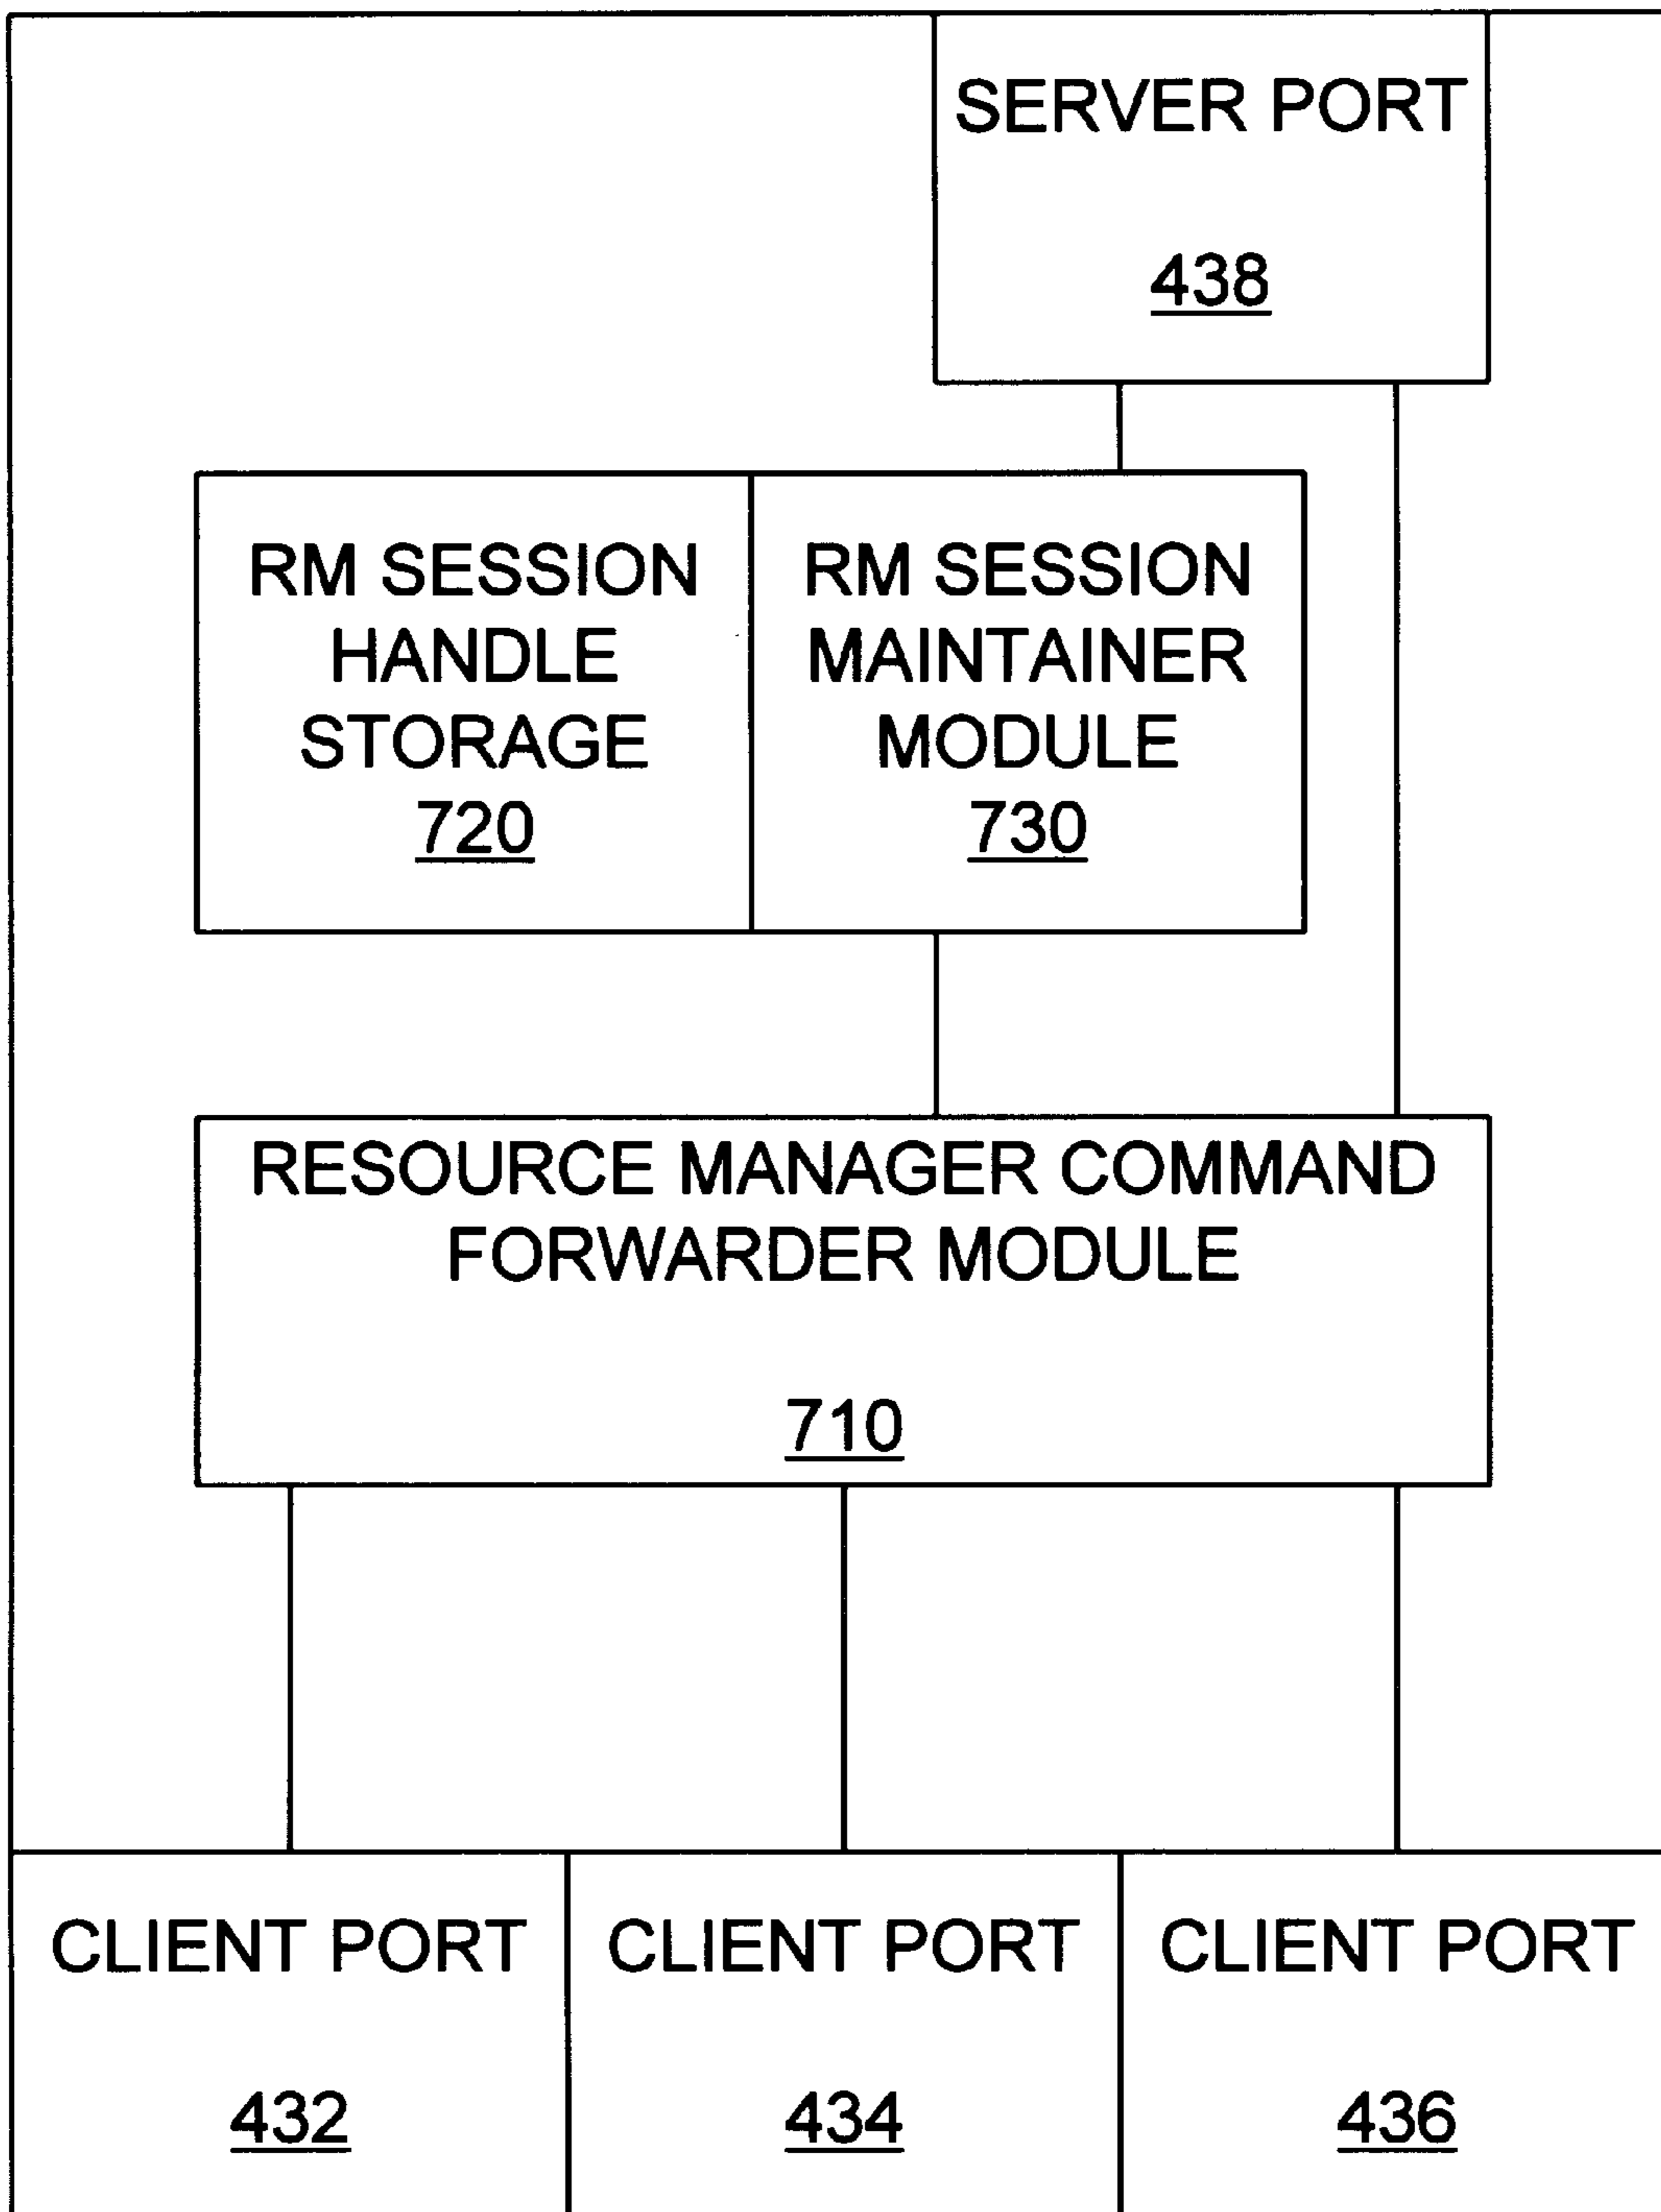 SERVER PORT
438
RM SESSION
HANDLE
STORAGE
720
RM SESSION
MAINTAINER
MODULE
730
RESOURCE MANAGER COMMAND
FORWARDER MODULE
710
CLIENT PORT
432
CLIENT PORT
434
CLIENT PORT
436